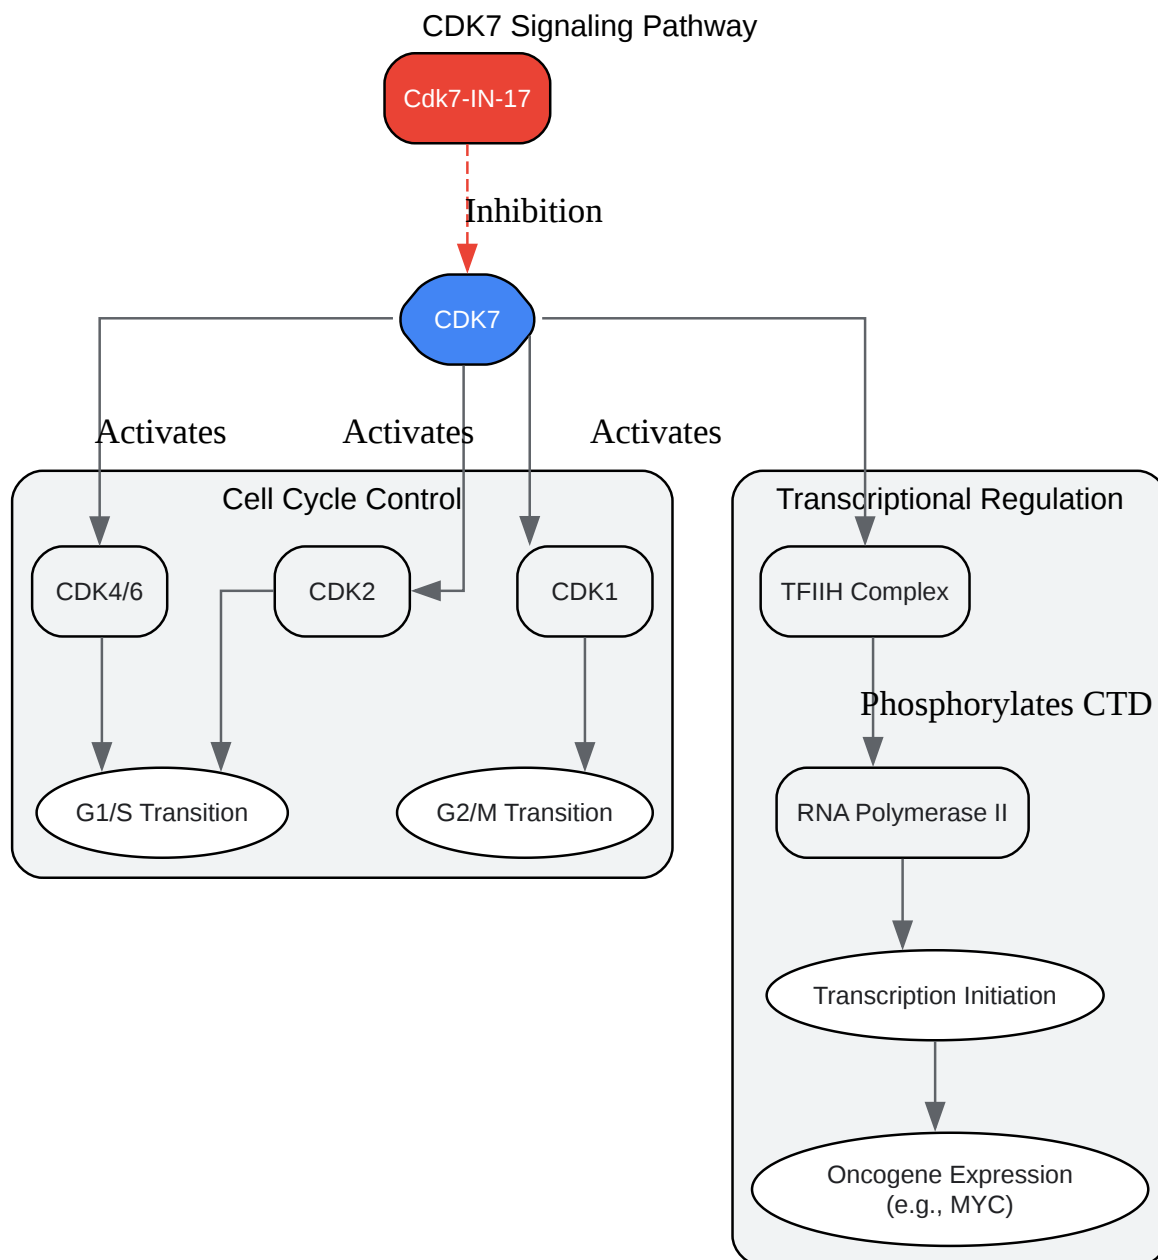 CDK7 Signaling Pathway
Cdk7-IN-17
Inhibition
CDK7
Activates
Activates
Activates
Cell Cycle Control
Transcriptional Regulation
CDK4/6
CDK2
CDK1
TFIIH Complex
Phosphorylates CTD
G1/S Transition
G2/M Transition
RNA Polymerase II
Transcription Initiation
Oncogene Expression
(e.g., MYC)